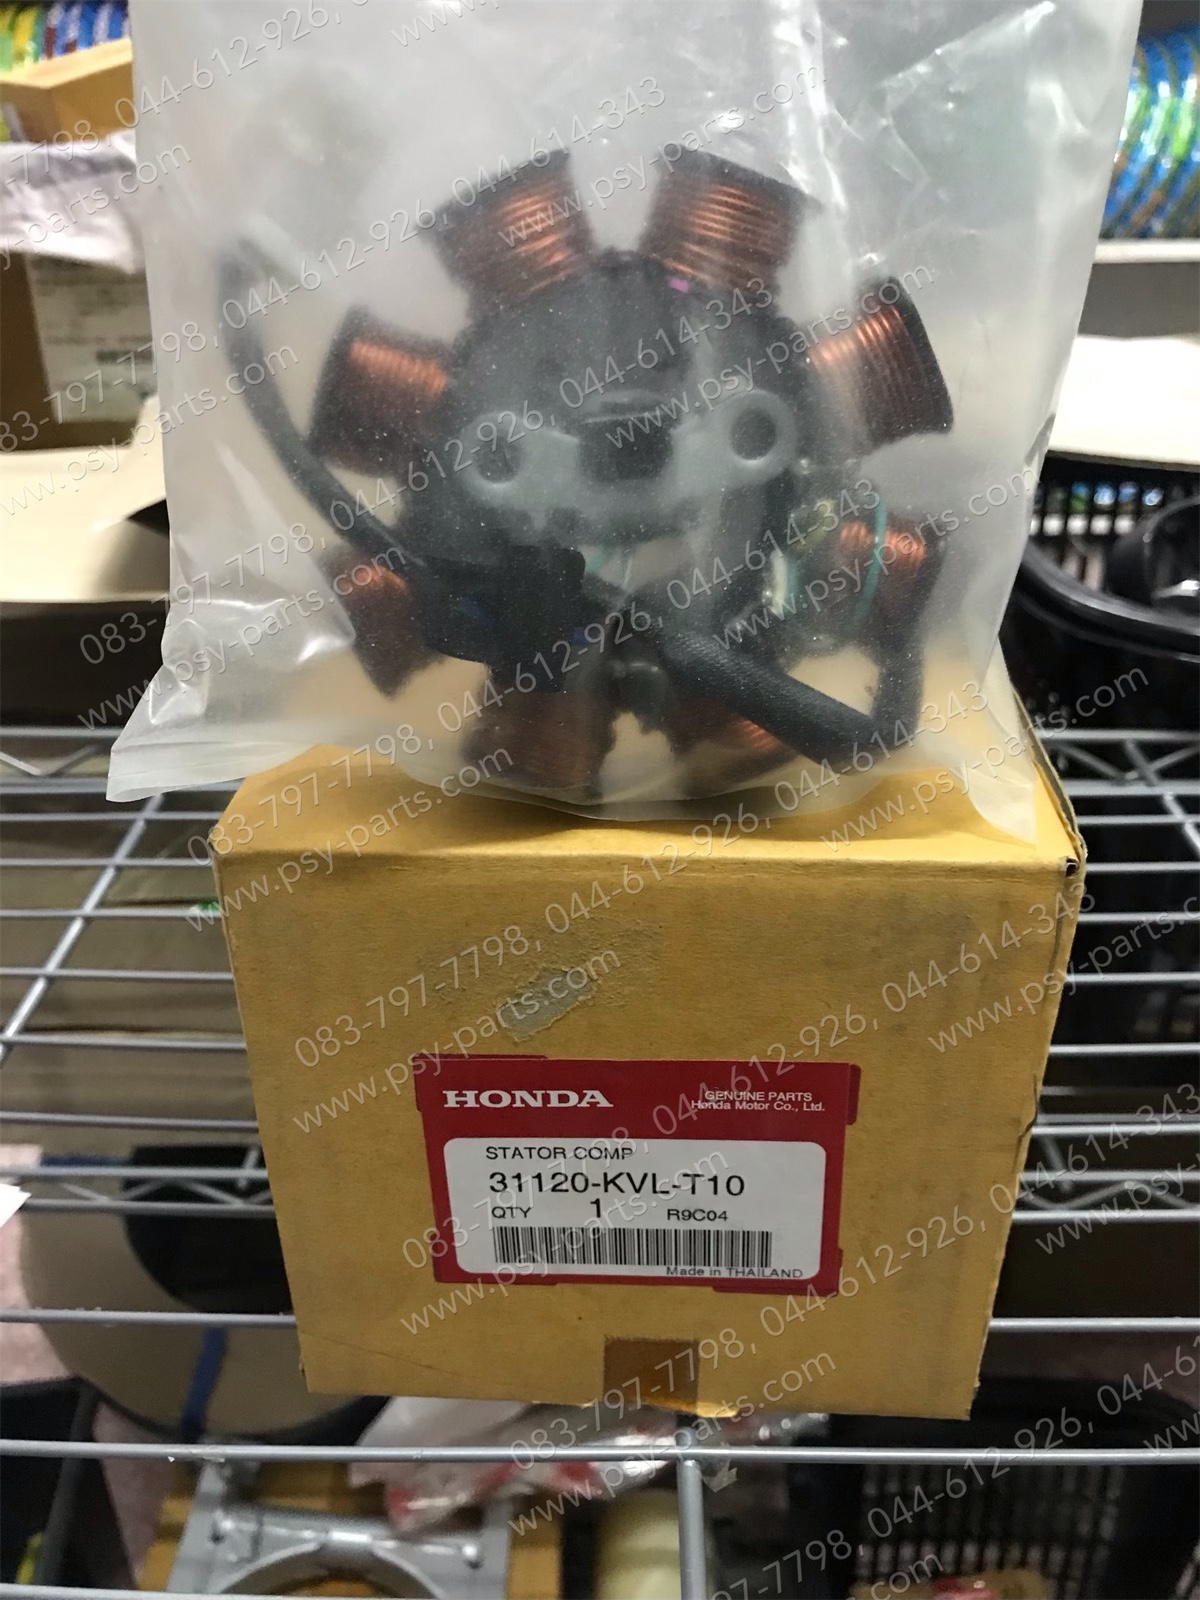 083-797-7798, 044-612-926, 044-614-343
www.psy-parts.com
HONDA
GENUINE PARTS
Honda Motor Co., Ltd.
STATOR COMP
31120-KVL-T10
QTY 1 R9C04
Made in THAILAND